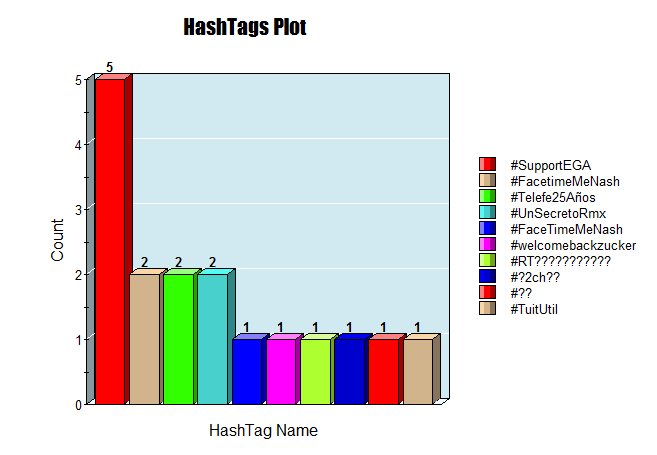 HashTags Plot
5
2
2
2
1
1
1
1
1
1
5
4
3
2
1
0
Count
HashTag Name
#SupportEGA
#FacetimeMeNash
#Telefe25Años
#UnSecretoRmx
#FaceTimeMeNash
#welcomebackzucker
#RT???????????
#?2ch??
#??
#TuitUtil